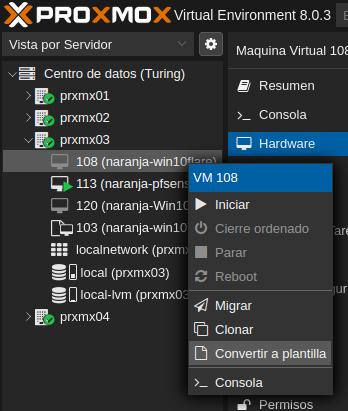 PROXMOX Virtual Environment 8.0.3
Vista por Servidor
Maquina Virtual 108
Centro de datos (Turing)
prxmx01
Resumen
prxmx02
Consola
prxmx03
Hardware
108 (naranja-win10flare)
VM 108
113 (naranja-pfsens
Iniciar
120 (naranja-Win10
Cierre ordenado
103 (naranja-win10
Parar
localnetwork (prxmx03)
Reboot
local (prxmx03)
local-lvm (prxmx03
Migrar
prxmx04
Clonar
Convertir a plantilla
Consola
Permisos